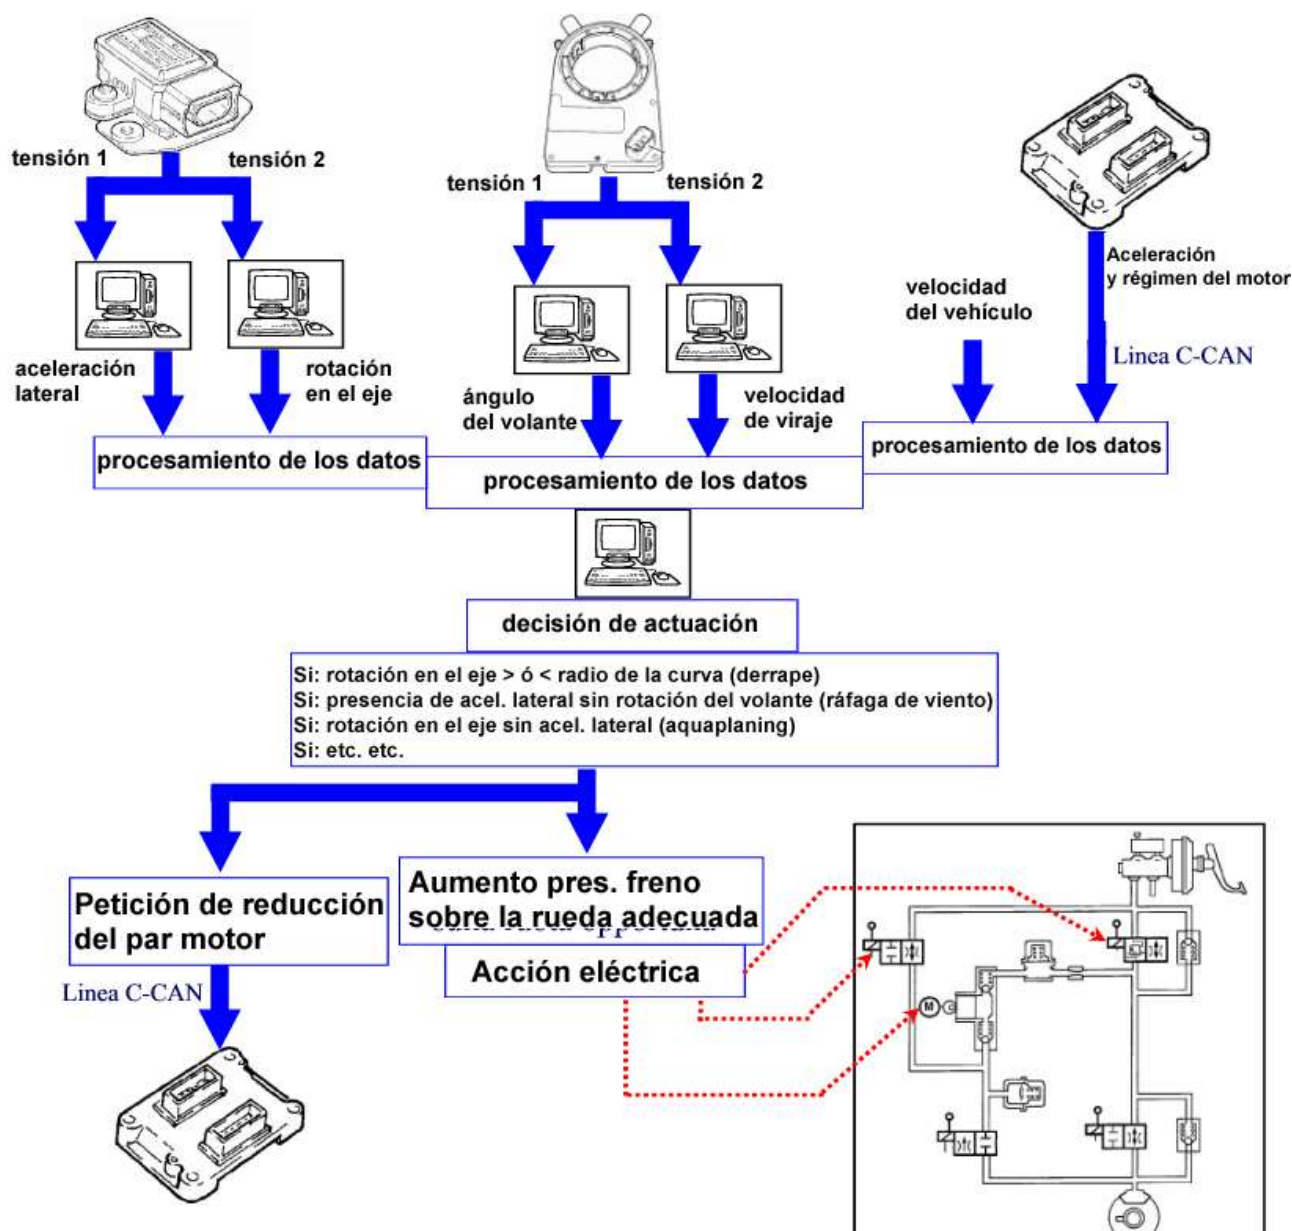 tensión 1
tensión 2
tensión 1
tensión 2
Aceleración
y régimen del motor
velocidad
del vehículo
Linea C-CAN
aceleración
lateral
rotación
en el eje
ángulo
del volante
velocidad
de viraje
procesamiento de los datos
procesamiento de los datos
procesamiento de los datos
decisión de actuación
Si: rotación en el eje > ó < radio de la curva (derrape)
Si: presencia de acel. lateral sin rotación del volante (ráfaga de viento)
Si: rotación en el eje sin acel. lateral (aquaplaning)
Si: etc. etc.
Petición de reducción
del par motor
Aumento pres. freno
sobre la rueda adecuada
Acción eléctrica
Linea C-CAN
M